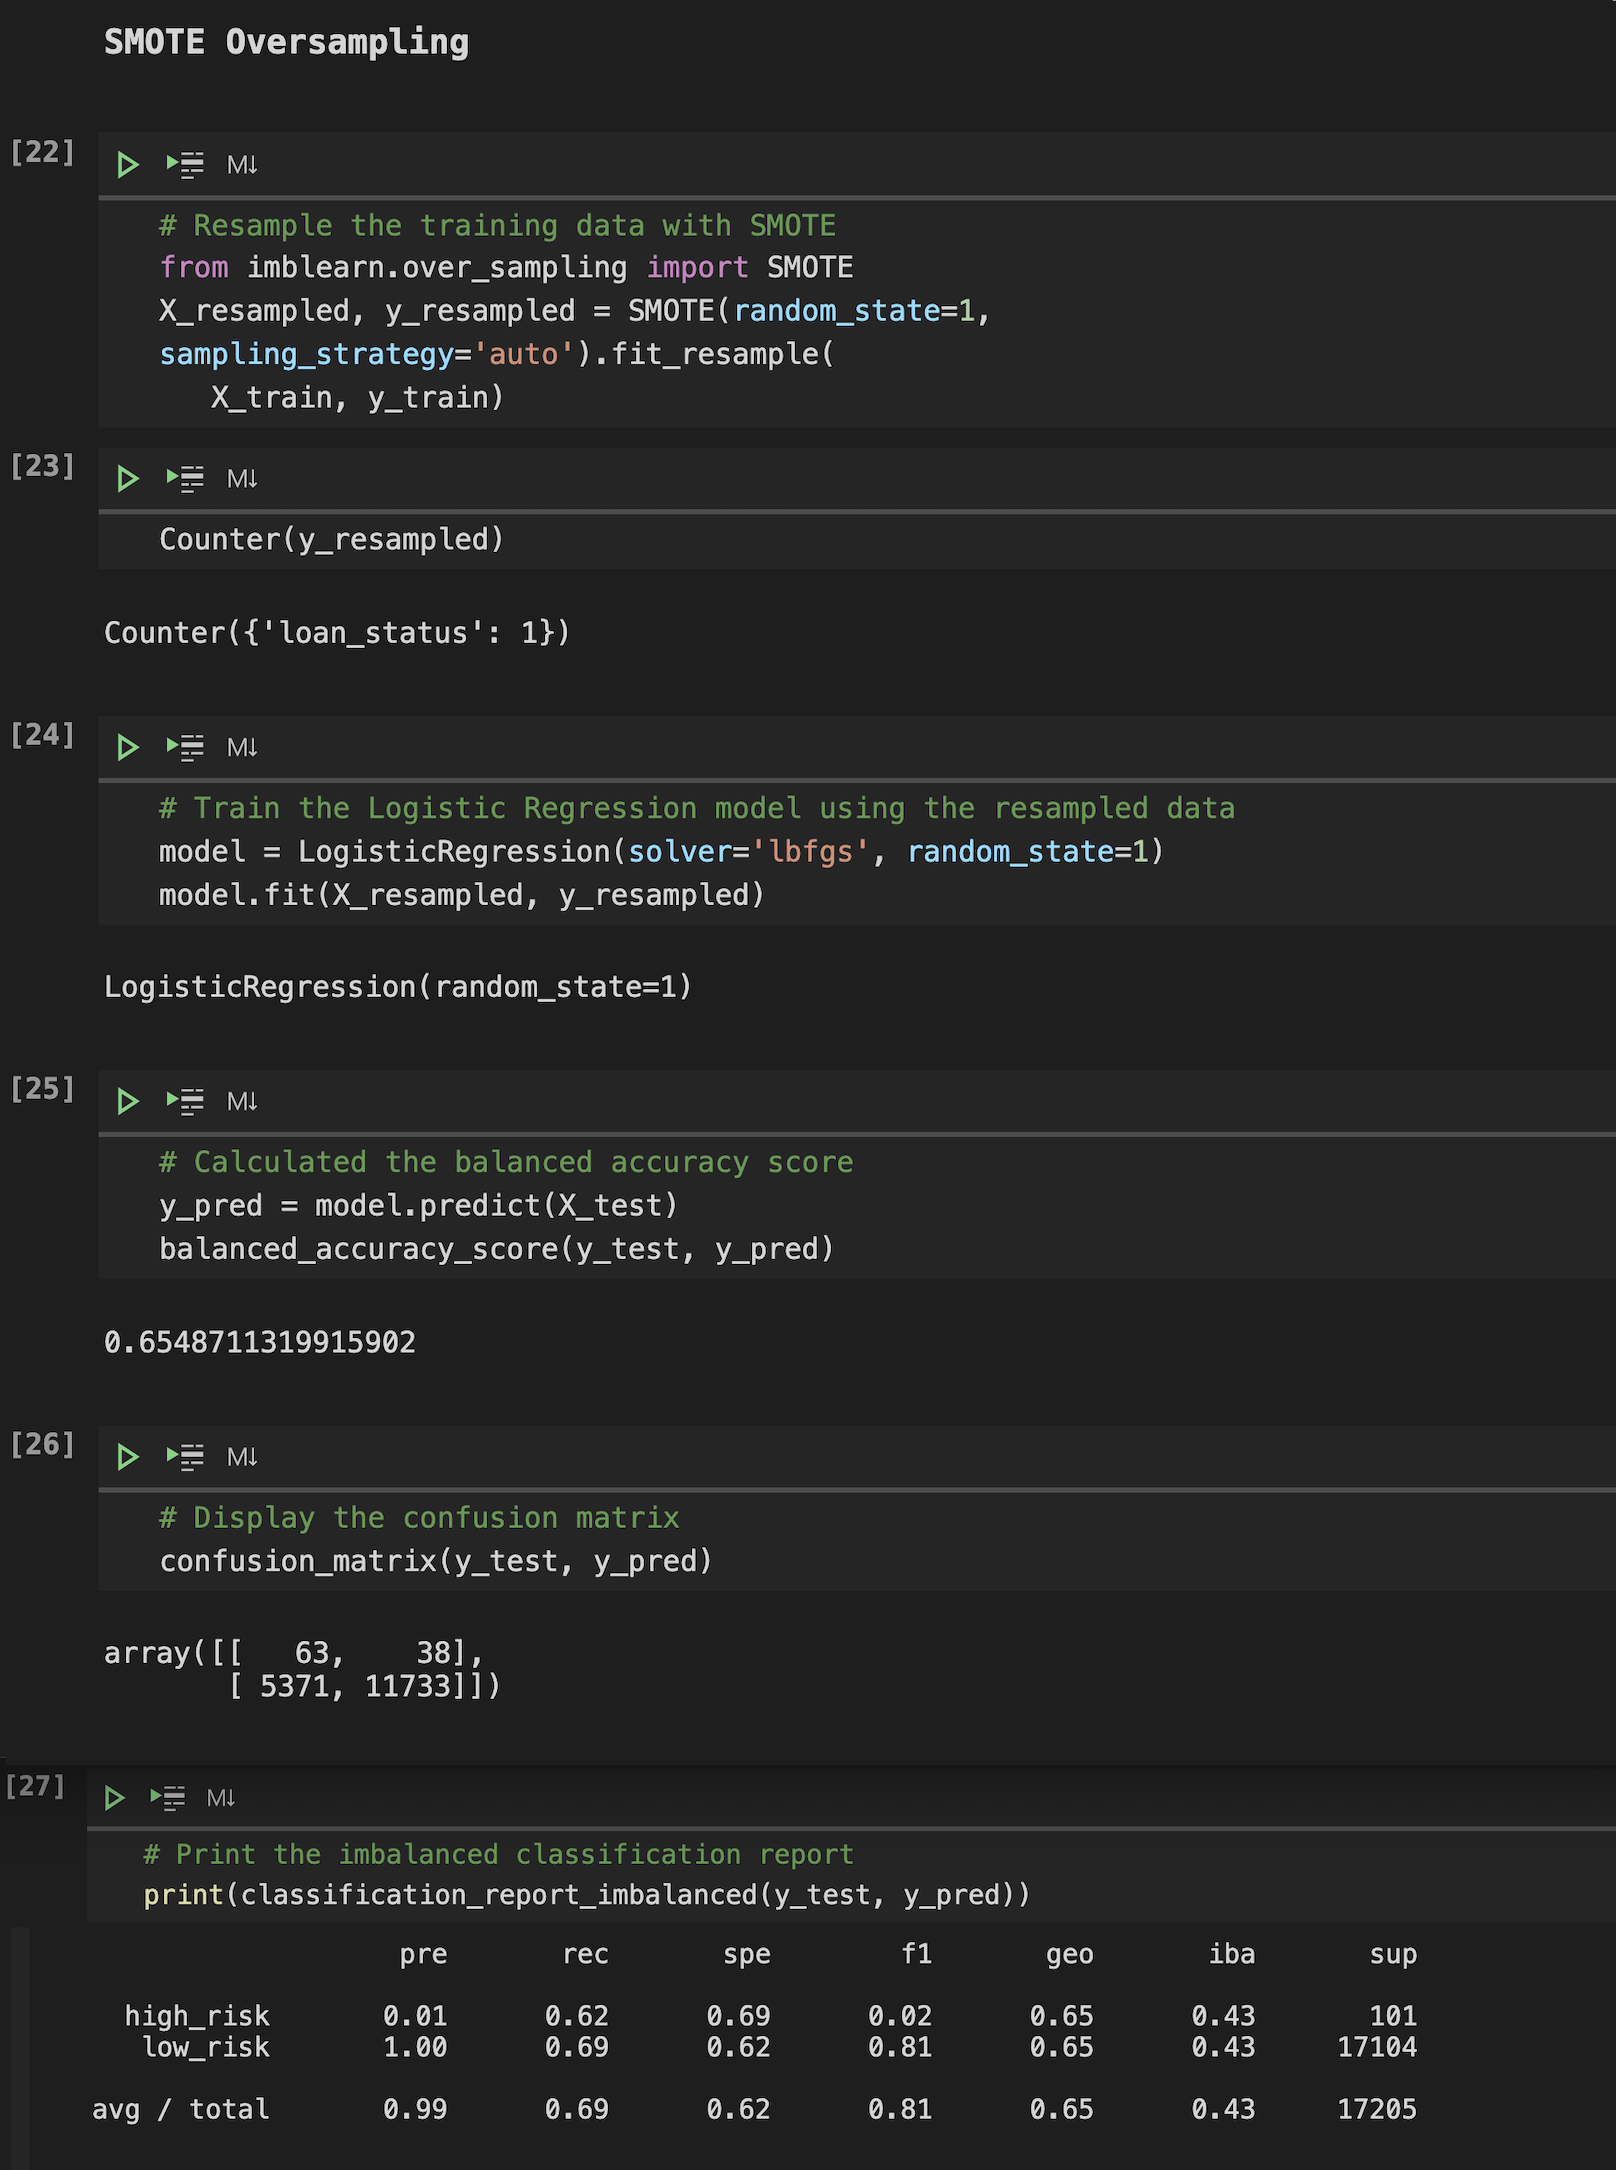 SMOTE Oversampling
[22]
M↓
# Resample the training data with SMOTE
from imblearn.over_sampling import SMOTE
X_resampled, y_resampled = SMOTE(random_state=1,
sampling_strategy='auto').fit_resample(
   X_train, y_train)
[23]
M↓
Counter(y_resampled)
Counter({'loan_status': 1})
[24]
M↓
# Train the Logistic Regression model using the resampled data
model = LogisticRegression(solver='lbfgs', random_state=1)
model.fit(X_resampled, y_resampled)
LogisticRegression(random_state=1)
[25]
M↓
# Calculated the balanced accuracy score
y_pred = model.predict(X_test)
balanced_accuracy_score(y_test, y_pred)
0.6548711319915902
[26]
M↓
# Display the confusion matrix
confusion_matrix(y_test, y_pred)
array([[   63,    38],
       [ 5371, 11733]])
[27]
M↓
# Print the imbalanced classification report
print(classification_report_imbalanced(y_test, y_pred))
pre rec spe f1 geo iba sup
high_risk 0.01 0.62 0.69 0.02 0.65 0.43 101
low_risk 1.00 0.69 0.62 0.81 0.65 0.43 17104
avg / total 0.99 0.69 0.62 0.81 0.65 0.43 17205